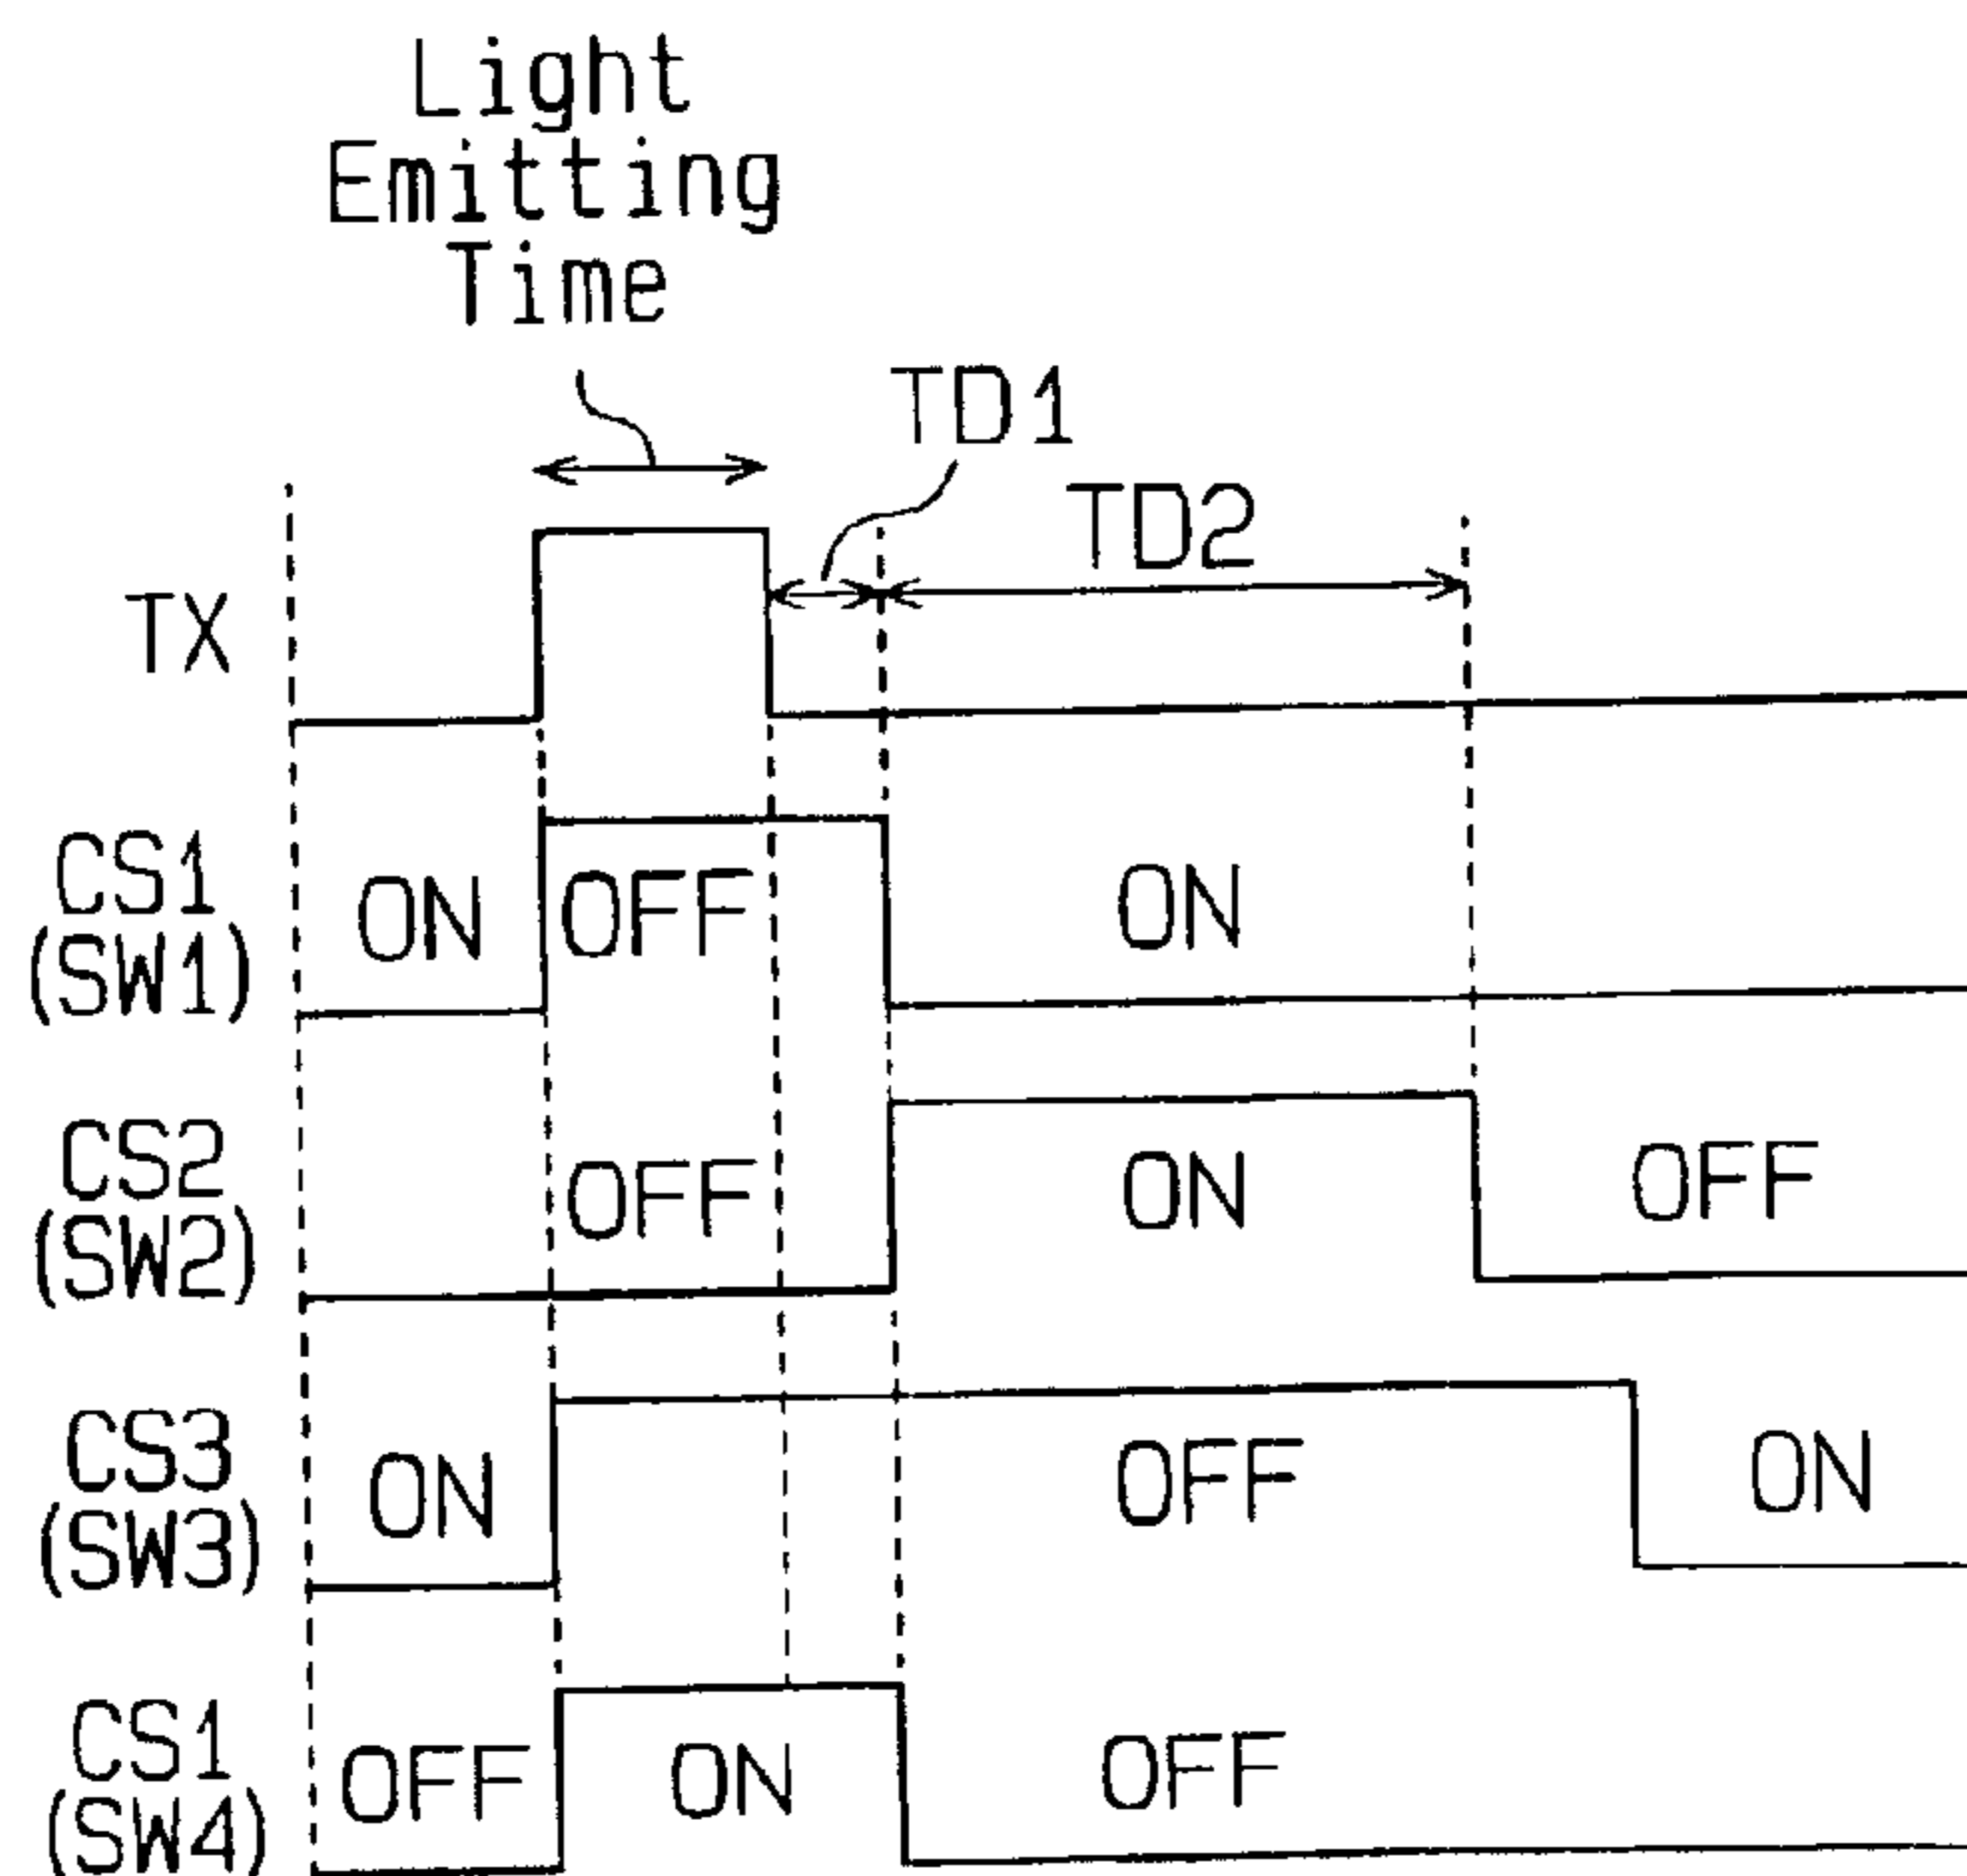 Light
Emitting
Time
TD1
TD2
TX
CS1
(SW1)
ON OFF ON
CS2
(SW2)
OFF ON OFF
CS3
(SW3)
ON OFF ON
CS1
(SW4)
OFF ON OFF